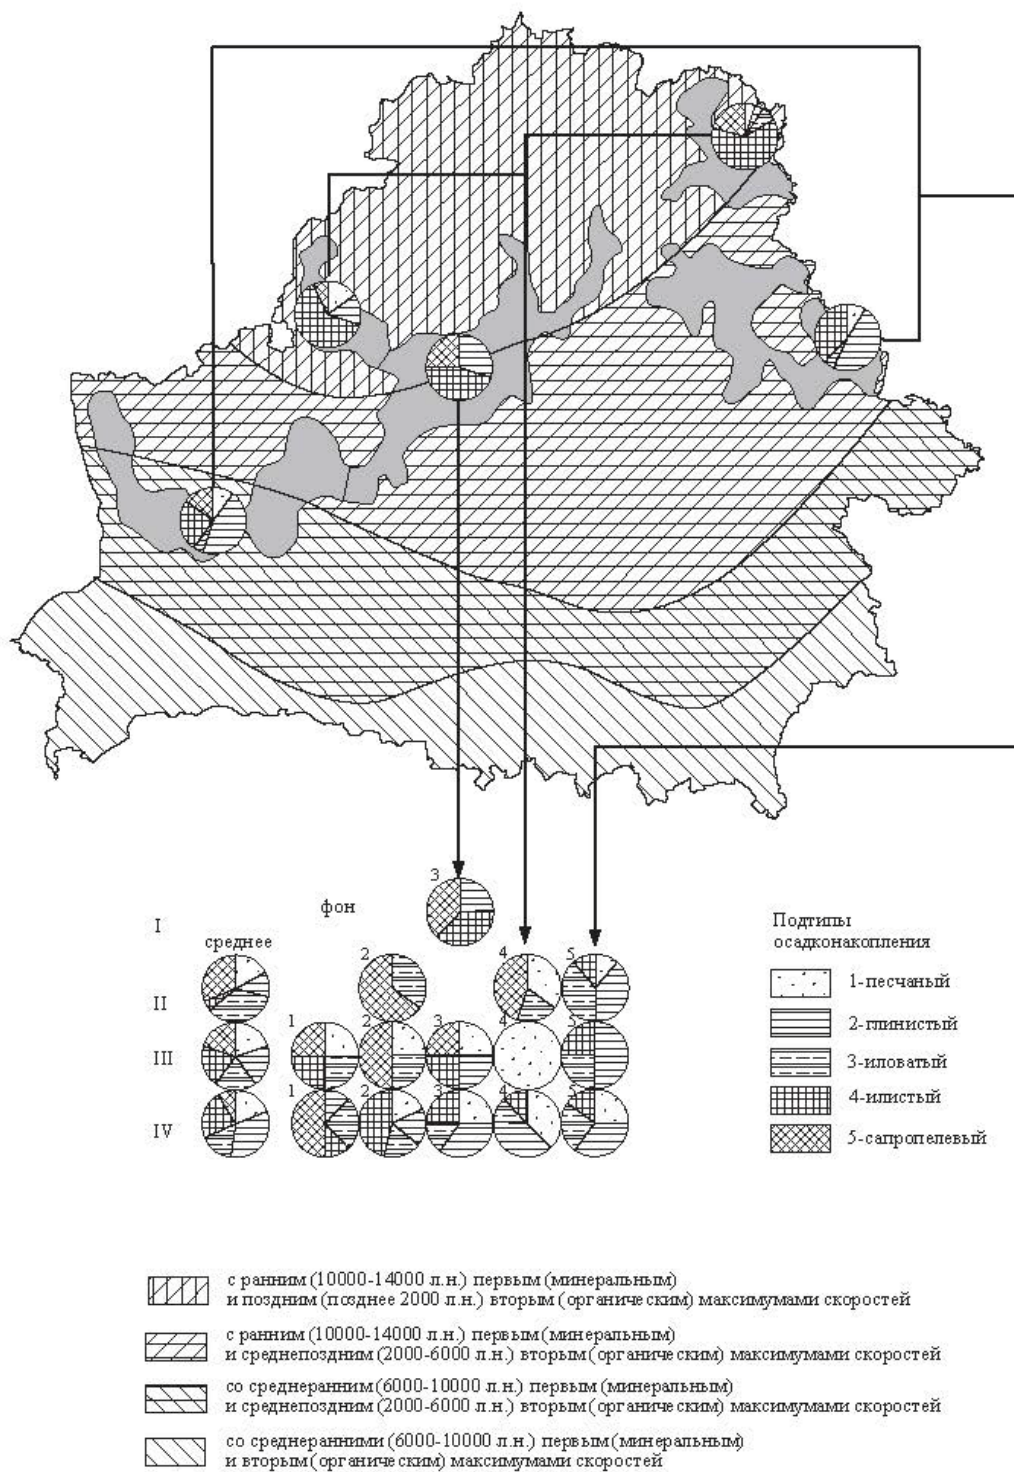 3
фон
I
среднее
2
4
5
II
1
2
3
4
5
III
1
2
3
4
5
IV
Подтипы
осадконакопления
1-песчаный
2-глинистый
3-иловатый
4-илистый
5-сапропелевый
с ранним (10000-14000 л.н.) первым (минеральным)
и поздним (позднее 2000 л.н.) вторым (органическим) максимумами скоростей
с ранним (10000-14000 л.н.) первым (минеральным)
и среднепоздним (2000-6000 л.н.) вторым (органическим) максимумами скоростей
со среднеранним (6000-10000 л.н.) первым (минеральным)
и среднепоздним (2000-6000 л.н.) вторым (органическим) максимумами скоростей
со среднеранними (6000-10000 л.н.) первым (минеральным)
и вторым (органическим) максимумами скоростей